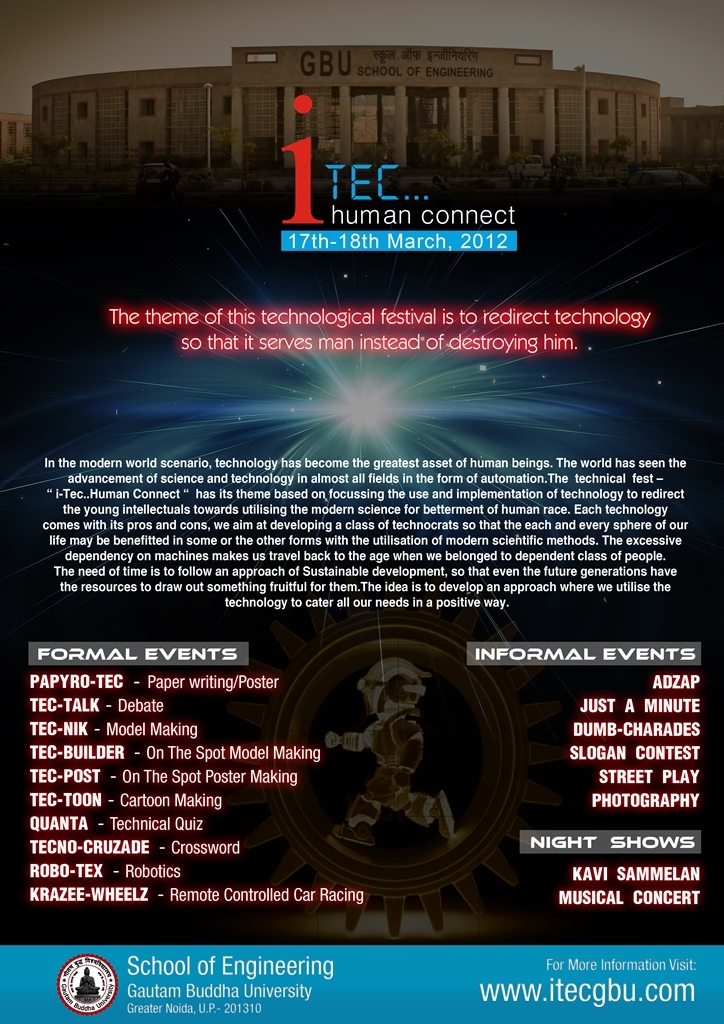 GBU स्कूल ऑफ इन्जीनियरिंग
SCHOOL OF ENGINEERING
i TEC...
human connect
17th-18th March, 2012
The theme of this technological festival is to redirect technology
so that it serves man instead of destroying him.
In the modern world scenario, technology has become the greatest asset of human beings. The world has seen the
advancement of science and technology in almost all fields in the form of automation.The technical fest –
“ i-Tec..Human Connect “ has its theme based on focussing the use and implementation of technology to redirect
the young intellectuals towards utilising the modern science for betterment of human race. Each technology
comes with its pros and cons, we aim at developing a class of technocrats so that the each and every sphere of our
life may be benefitted in some or the other forms with the utilisation of modern scientific methods. The excessive
dependency on machines makes us travel back to the age when we belonged to dependent class of people.
The need of time is to follow an approach of Sustainable development, so that even the future generations have
the resources to draw out something fruitful for them.The idea is to develop an approach where we utilise the
technology to cater all our needs in a positive way.
FORMAL EVENTS
PAPYRO-TEC - Paper writing/Poster
TEC-TALK - Debate
TEC-NIK - Model Making
TEC-BUILDER - On The Spot Model Making
TEC-POST - On The Spot Poster Making
TEC-TOON - Cartoon Making
QUANTA - Technical Quiz
TECNO-CRUZADE - Crossword
ROBO-TEX - Robotics
KRAZEE-WHEELZ - Remote Controlled Car Racing
INFORMAL EVENTS
ADZAP
JUST A MINUTE
DUMB-CHARADES
SLOGAN CONTEST
STREET PLAY
PHOTOGRAPHY
NIGHT SHOWS
KAVI SAMMELAN
MUSICAL CONCERT
Gautam Buddha University
School of Engineering
Gautam Buddha University
Greater Noida, U.P.- 201310
For More Information Visit:
www.itecgbu.com